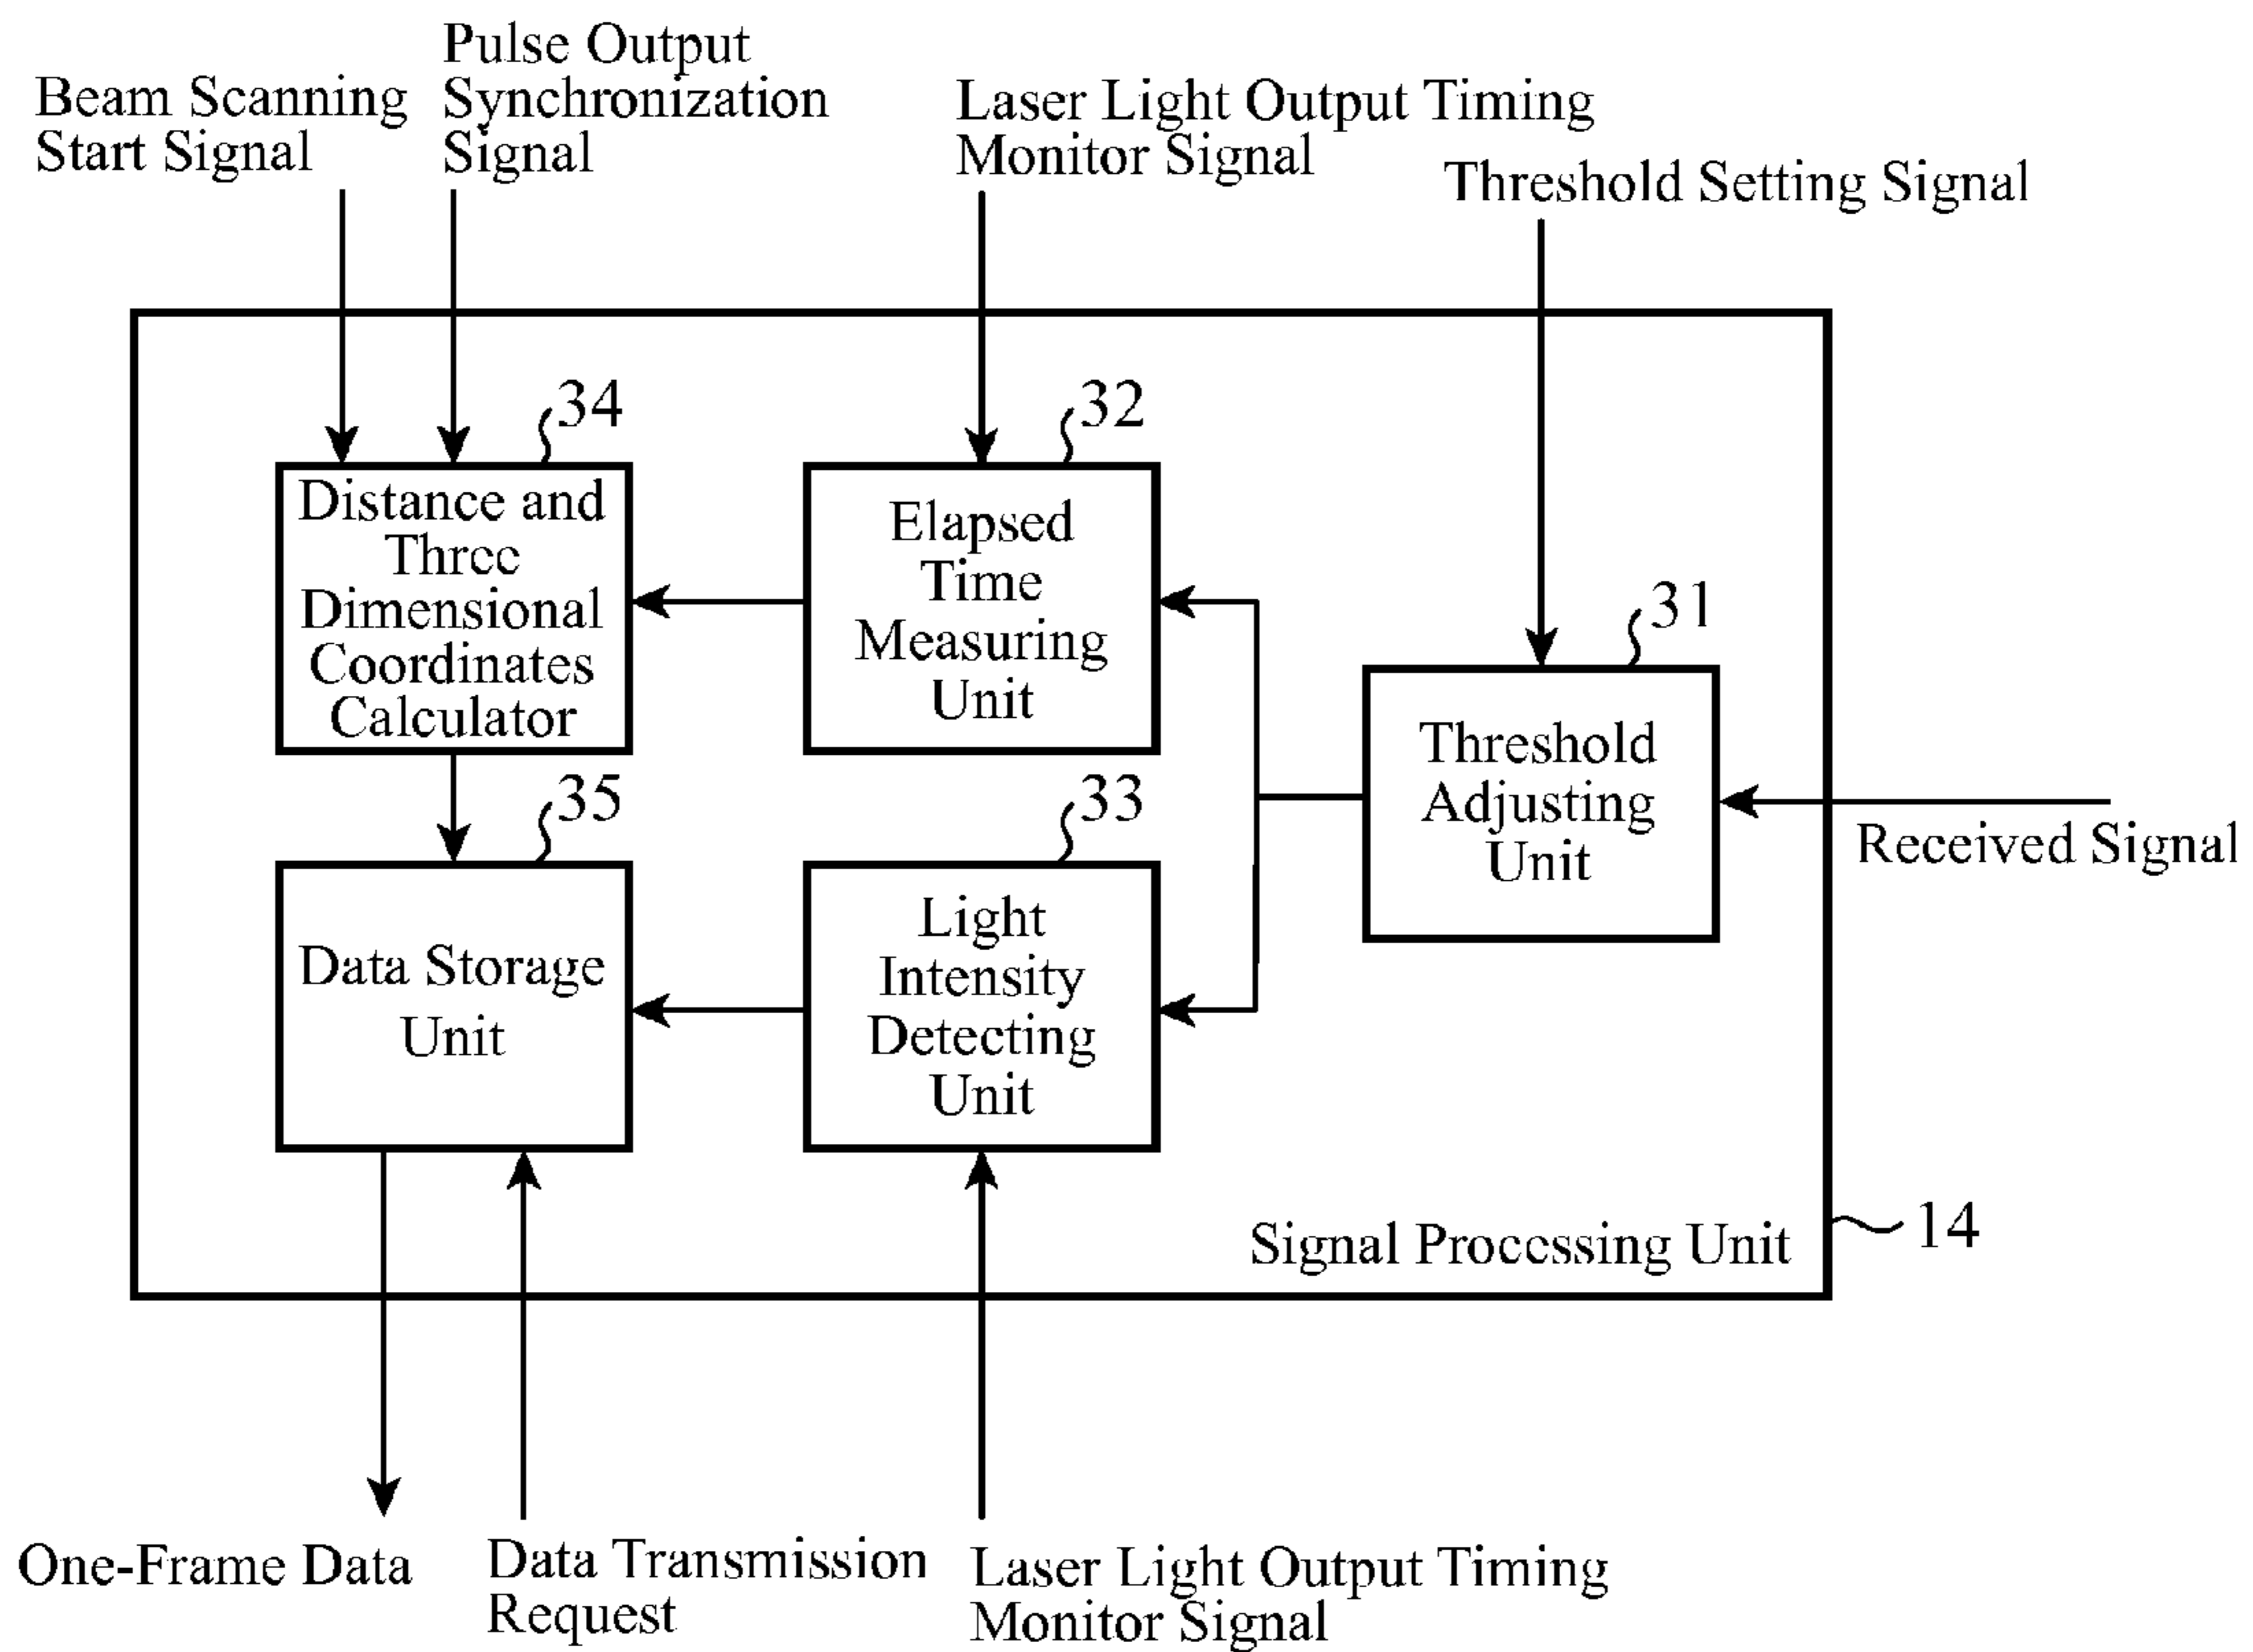 Beam Scanning
Start Signal
Pulse Output
Synchronization
Signal
Laser Light Output Timing
Monitor Signal
Threshold Setting Signal
34
Distance and
Three
Dimensional
Coordinates
Calculator
32
Elapsed
Time
Measuring
Unit
31
Threshold
Adjusting
Unit
Received Signal
35
Data Storage
Unit
33
Light
Intensity
Detecting
Unit
Signal Processing Unit
14
One-Frame Data
Data Transmission
Request
Laser Light Output Timing
Monitor Signal